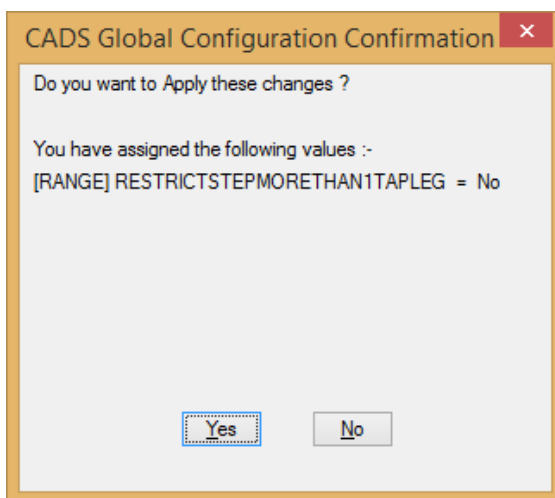 CADS Global Configuration Confirmation
Do you want to Apply these changes ?
You have assigned the following values :-
[RANGE] RESTRICTSTEPMORETHAN1TAPLEG = No
Yes
No